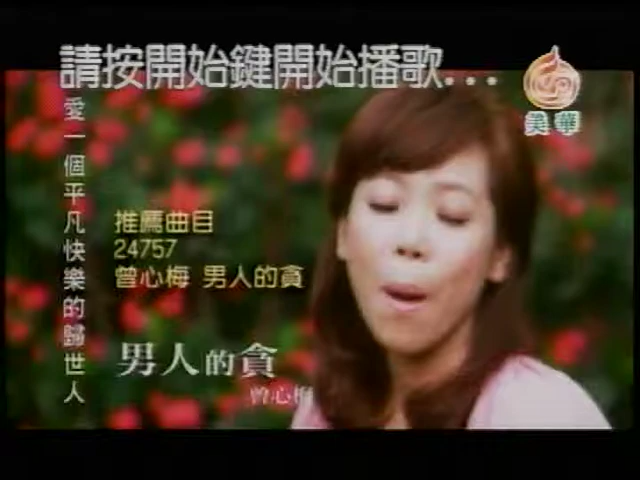 請按開始鍵開始播歌...
美華
愛一個平凡快樂的歸世人
推薦曲目
24757
曾心梅 男人的貪
男人的貪
曾心梅